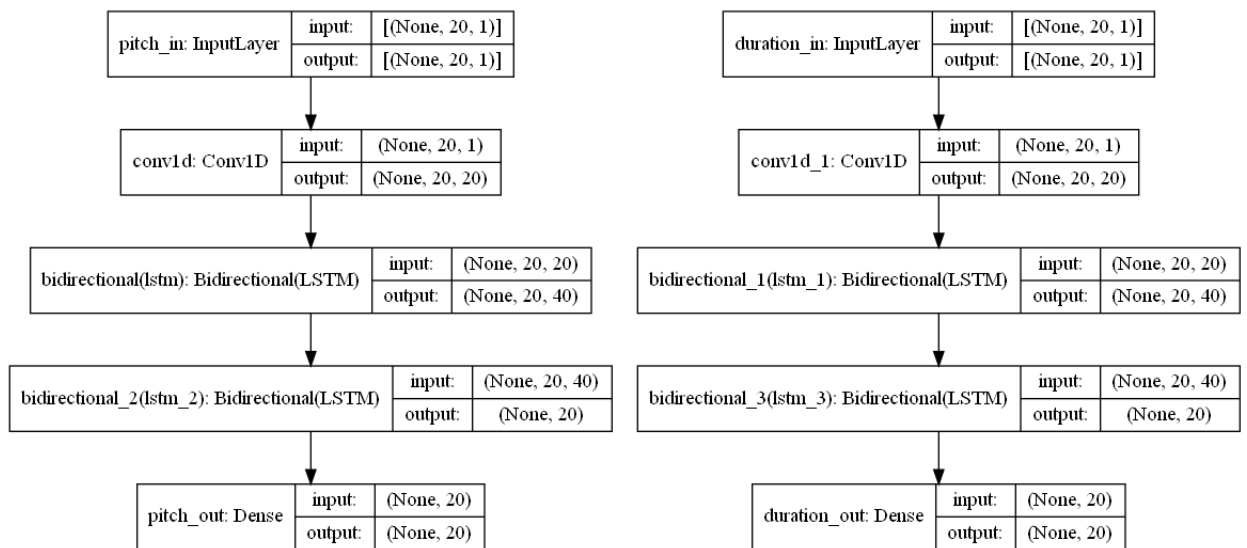 pitch_in: InputLayer
input: [(None, 20, 1)]
output: [(None, 20, 1)]
conv1d: Conv1D
input: (None, 20, 1)
output: (None, 20, 20)
bidirectional(lstm): Bidirectional(LSTM)
input: (None, 20, 20)
output: (None, 20, 40)
bidirectional_2(lstm_2): Bidirectional(LSTM)
input: (None, 20, 40)
output: (None, 20)
pitch_out: Dense
input: (None, 20)
output: (None, 20)
duration_in: InputLayer
input: [(None, 20, 1)]
output: [(None, 20, 1)]
conv1d_1: Conv1D
input: (None, 20, 1)
output: (None, 20, 20)
bidirectional_1(lstm_1): Bidirectional(LSTM)
input: (None, 20, 20)
output: (None, 20, 40)
bidirectional_3(lstm_3): Bidirectional(LSTM)
input: (None, 20, 40)
output: (None, 20)
duration_out: Dense
input: (None, 20)
output: (None, 20)